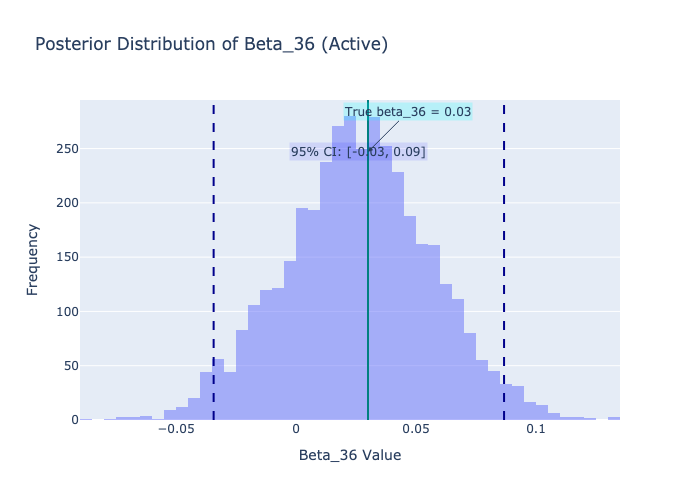 Posterior Distribution of Beta_36 (Active)
True beta_36 = 0.03
95% CI: [-0.03, 0.09]
250
200
150
100
50
0
Frequency
−0.05
0
0.05
0.1
Beta_36 Value